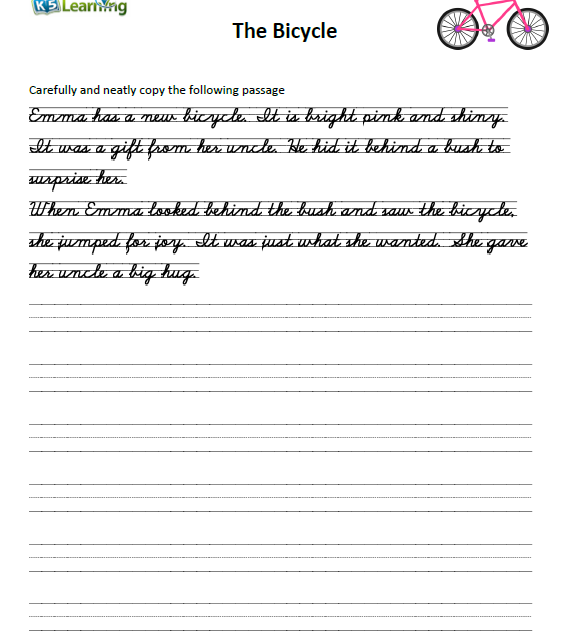 K5 Learning
The Bicycle
Carefully and neatly copy the following passage
Emma has a new bicycle. It is bright pink and shiny.
It was a gift from her uncle. He hid it behind a bush to
surprise her.
When Emma looked behind the bush and saw the bicycle,
she jumped for joy. It was just what she wanted. She gave
her uncle a big hug.